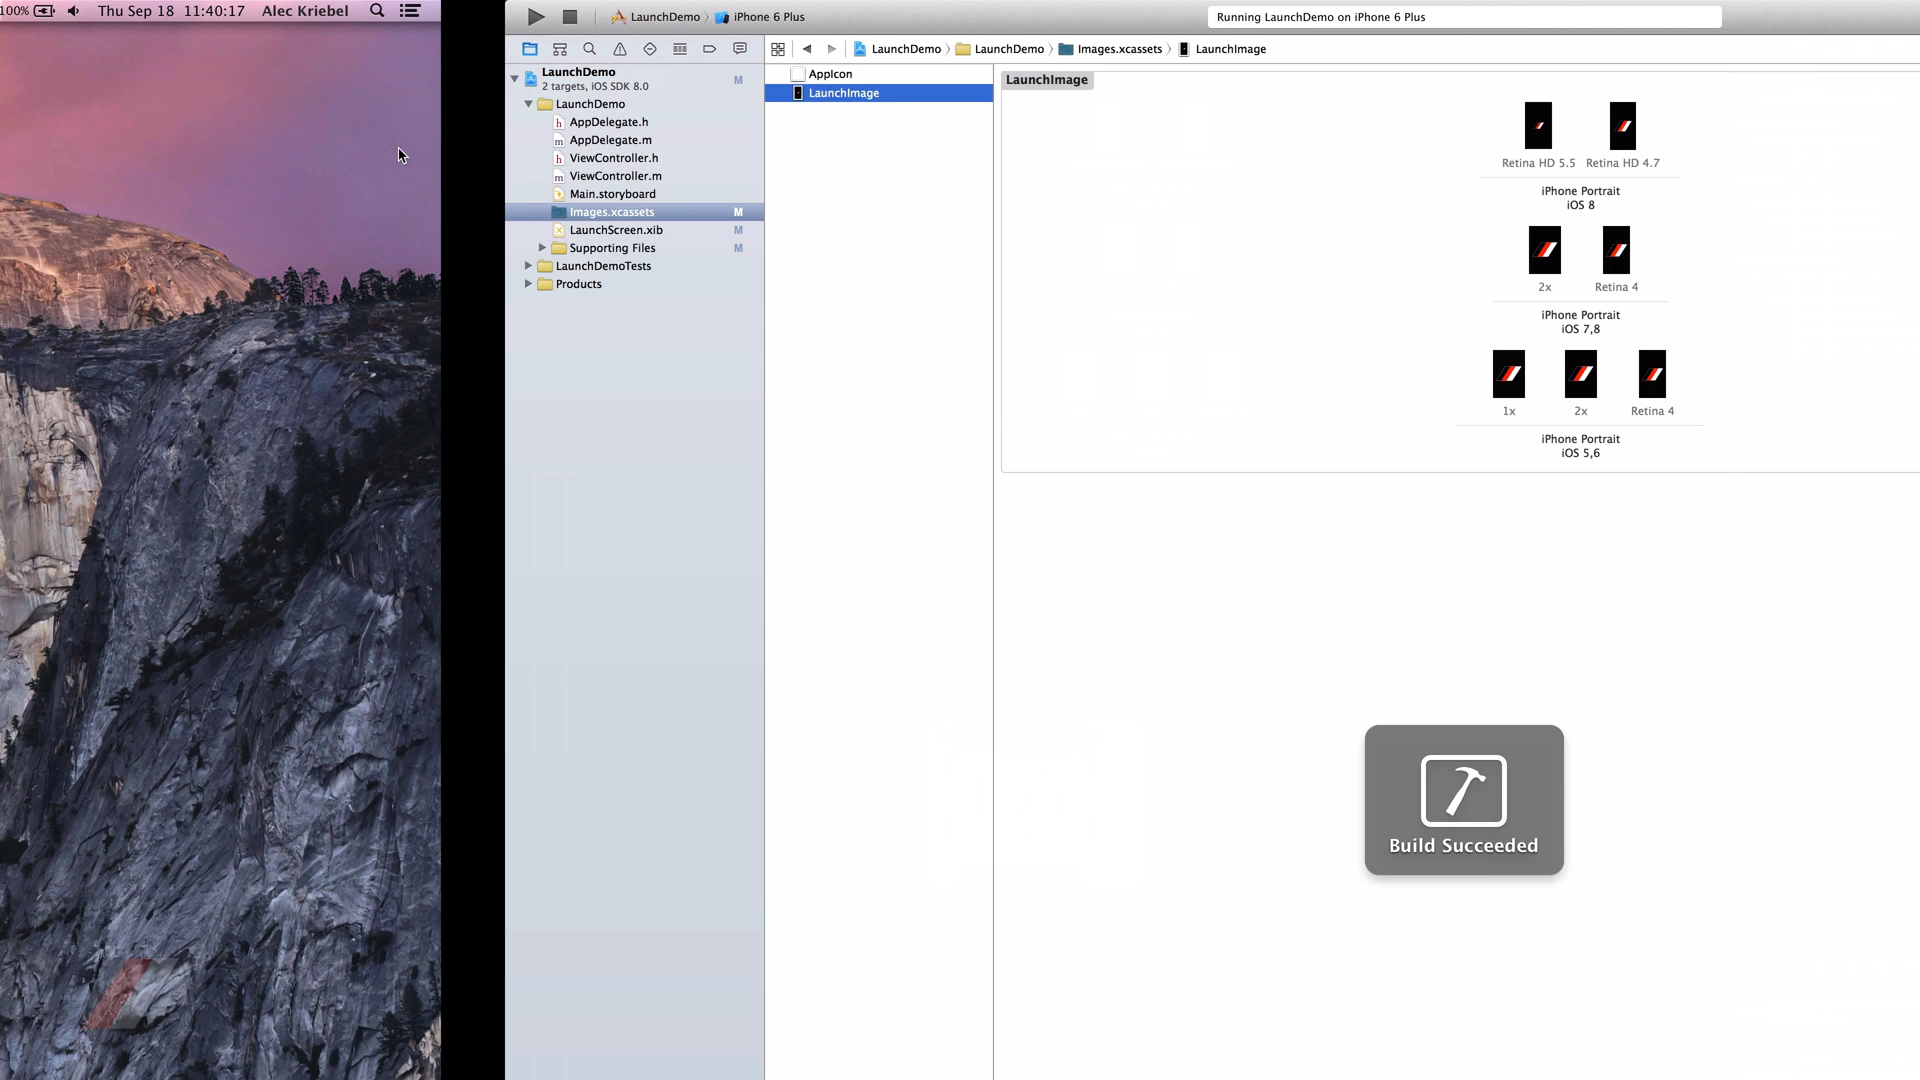 100% Thu Sep 18 11:40:17 Alec Kriebel
LaunchDemo iPhone 6 Plus
Running LaunchDemo on iPhone 6 Plus
LaunchDemo LaunchDemo Images.xcassets LaunchImage
LaunchDemo M
2 targets, iOS SDK 8.0
LaunchDemo
h AppDelegate.h
m AppDelegate.m
h ViewController.h
m ViewController.m
Main.storyboard
Images.xcassets M
LaunchScreen.xib M
Supporting Files M
LaunchDemoTests
Products
AppIcon
LaunchImage
LaunchImage
Retina HD 5.5 Retina HD 4.7
iPhone Portrait
iOS 8
2x Retina 4
iPhone Portrait
iOS 7,8
1x 2x Retina 4
iPhone Portrait
iOS 5,6
Build Succeeded